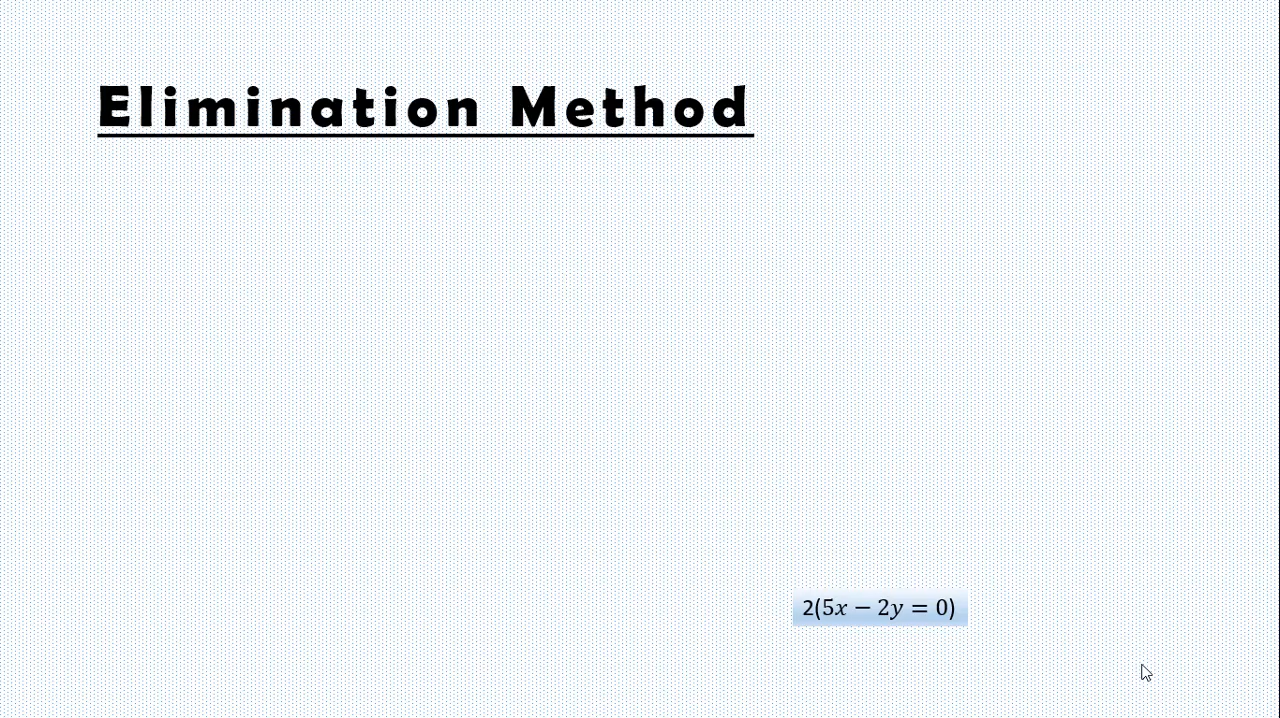 Elimination Method
2(5x − 2y = 0)